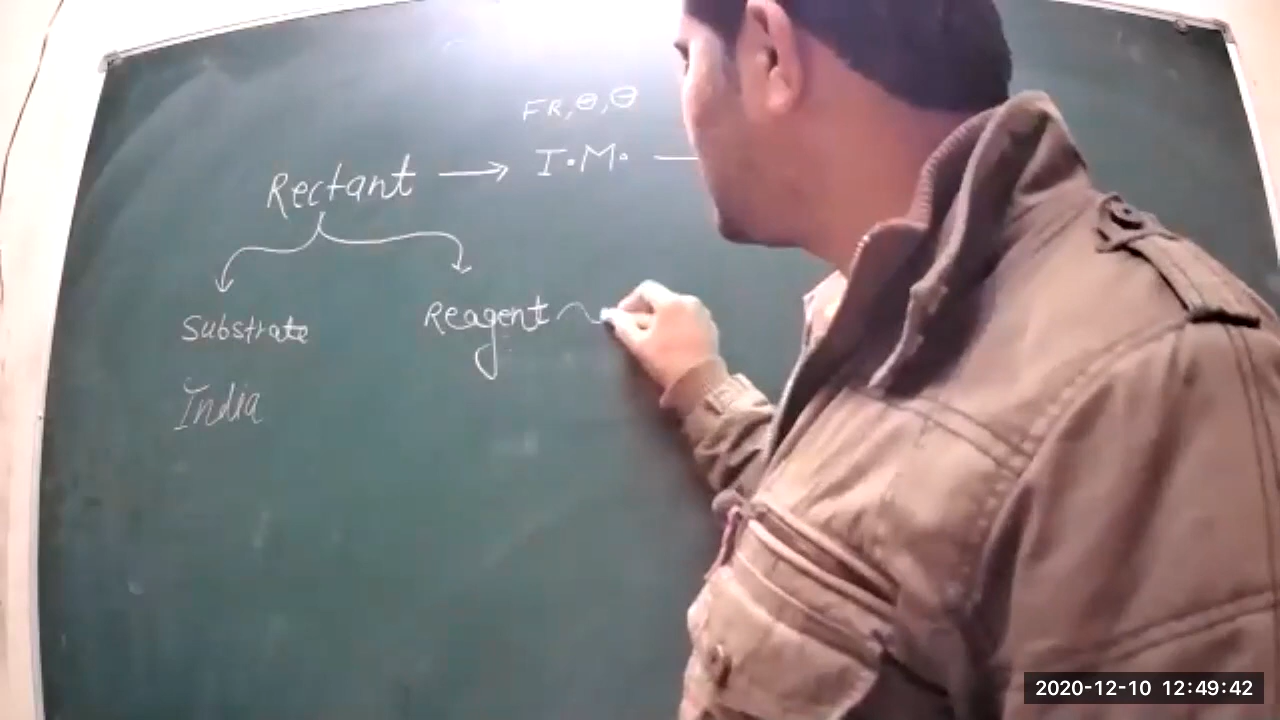 FR, ⊖, ⊖
Rectant → I.M. —
Substrate Reagent
India
2020-12-10 12:49:42